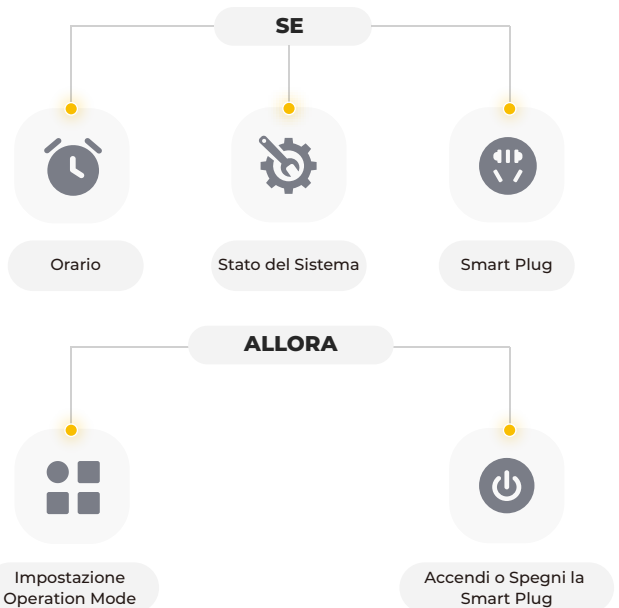 SE
Orario
Stato del Sistema
Smart Plug
ALLORA
Impostazione
Operation Mode
Accendi o Spegni la
Smart Plug